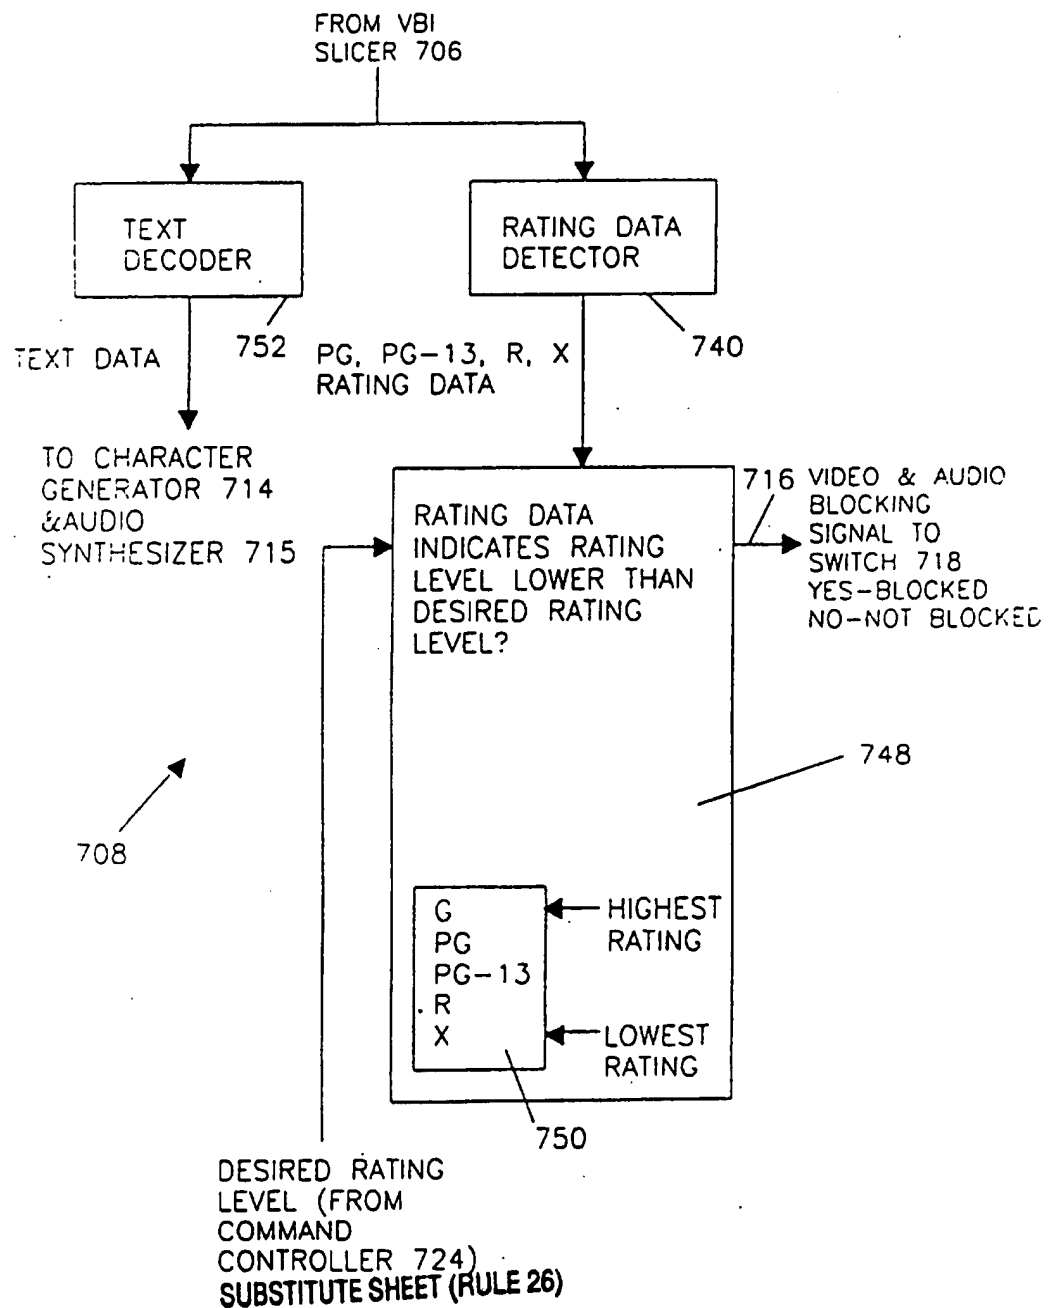 FROM VBI
SLICER 706
TEXT
DECODER
RATING DATA
DETECTOR
752
740
TEXT DATA
PG, PG-13, R, X
RATING DATA
TO CHARACTER
GENERATOR 714
&AUDIO
SYNTHESIZER 715
RATING DATA
INDICATES RATING
LEVEL LOWER THAN
DESIRED RATING
LEVEL?
716
VIDEO & AUDIO
BLOCKING
SIGNAL TO
SWITCH 718
YES-BLOCKED
NO-NOT BLOCKED
748
708
G
PG
PG-13
R
X
HIGHEST
RATING
LOWEST
RATING
750
DESIRED RATING
LEVEL (FROM
COMMAND
CONTROLLER 724)
SUBSTITUTE SHEET (RULE 26)